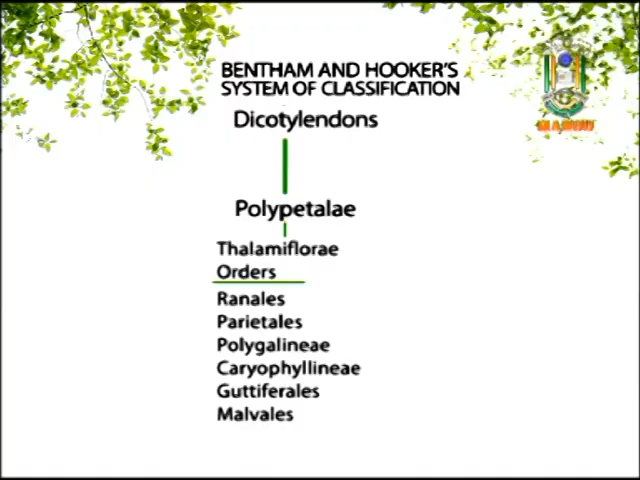 BENTHAM AND HOOKER'S
SYSTEM OF CLASSIFICATION
Dicotylendons
Polypetalae
Thalamiflorae
Orders
Ranales
Parietales
Polygalineae
Caryophyllineae
Guttiferales
Malvales